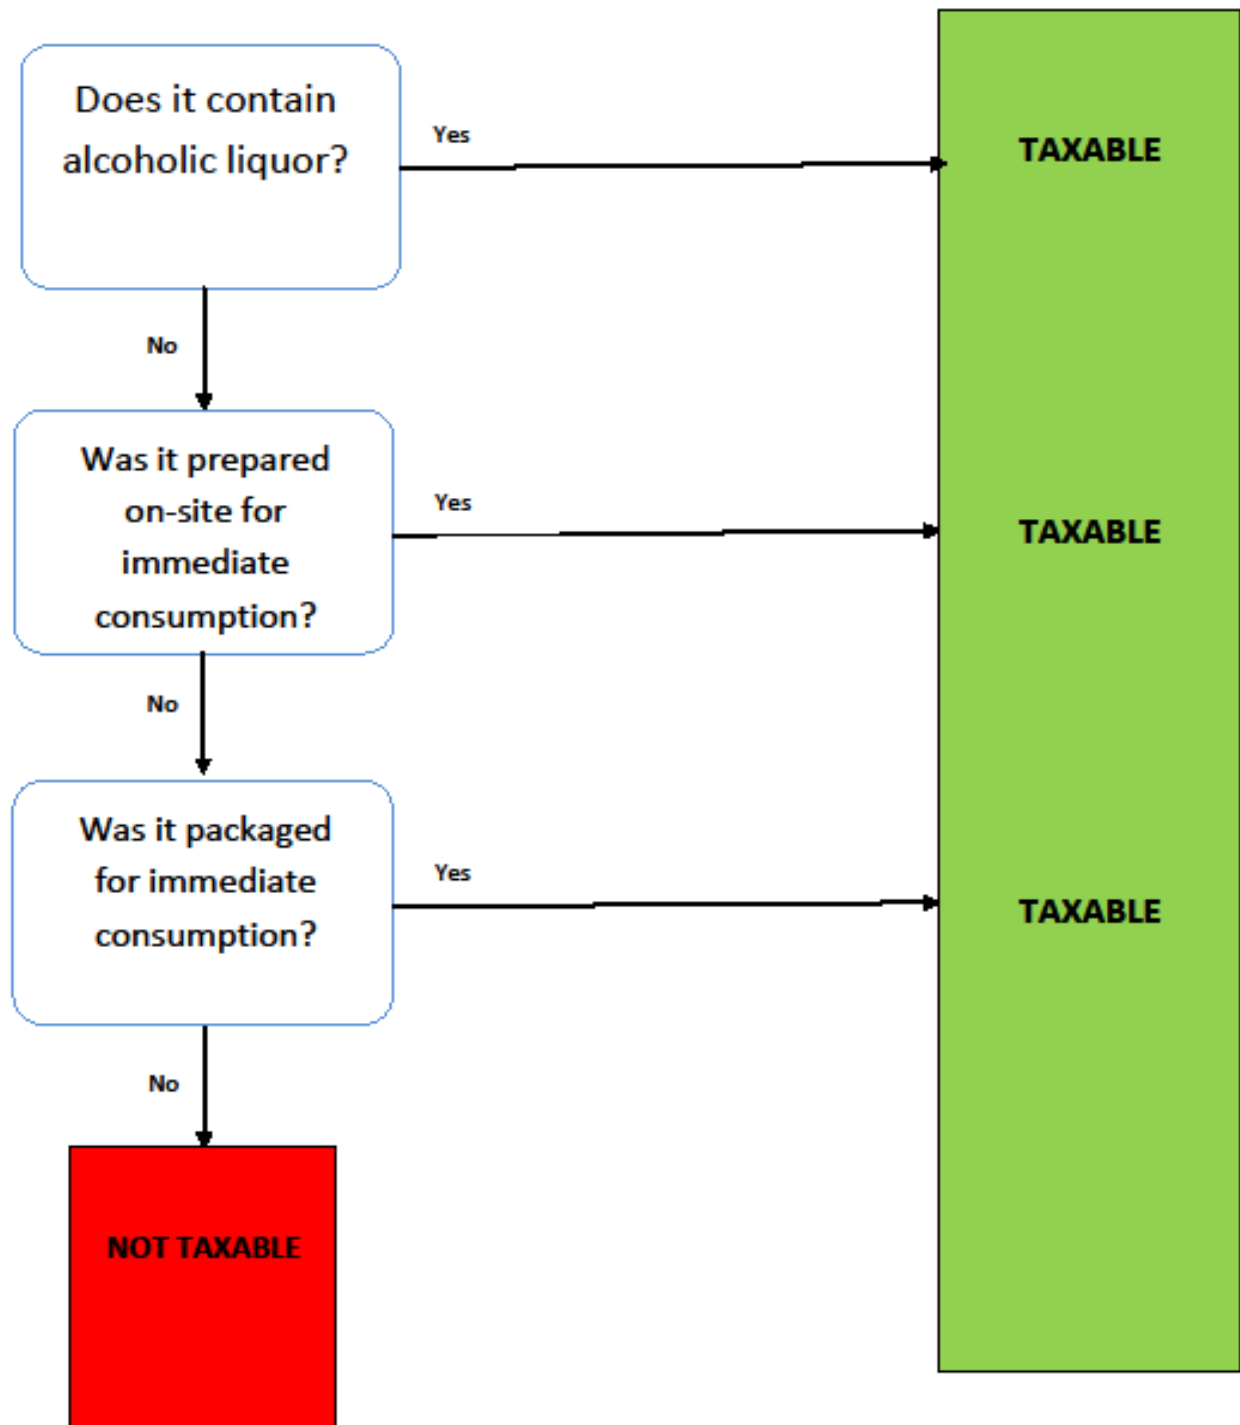 Does it contain
alcoholic liquor?
Yes
TAXABLE
No
Was it prepared
on-site for
immediate
consumption?
Yes
TAXABLE
No
Was it packaged
for immediate
consumption?
Yes
TAXABLE
No
NOT TAXABLE